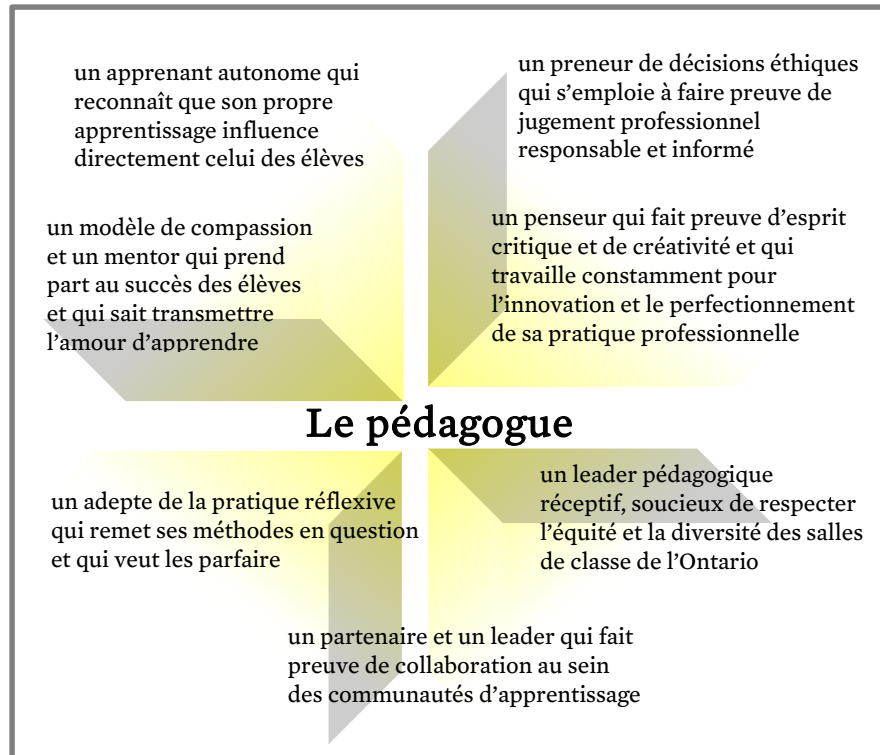 un apprenant autonome qui
reconnaît que son propre
apprentissage influence
directement celui des élèves
un preneur de décisions éthiques
qui s’emploie à faire preuve de
jugement professionnel
responsable et informé
un modèle de compassion
et un mentor qui prend
part au succès des élèves
et qui sait transmettre
l’amour d’apprendre
un penseur qui fait preuve d’esprit
critique et de créativité et qui
travaille constamment pour
l’innovation et le perfectionnement
de sa pratique professionnelle
Le pédagogue
un adepte de la pratique réflexive
qui remet ses méthodes en question
et qui veut les parfaire
un leader pédagogique
réceptif, soucieux de respecter
l’équité et la diversité des salles
de classe de l’Ontario
un partenaire et un leader qui fait
preuve de collaboration au sein
des communautés d’apprentissage